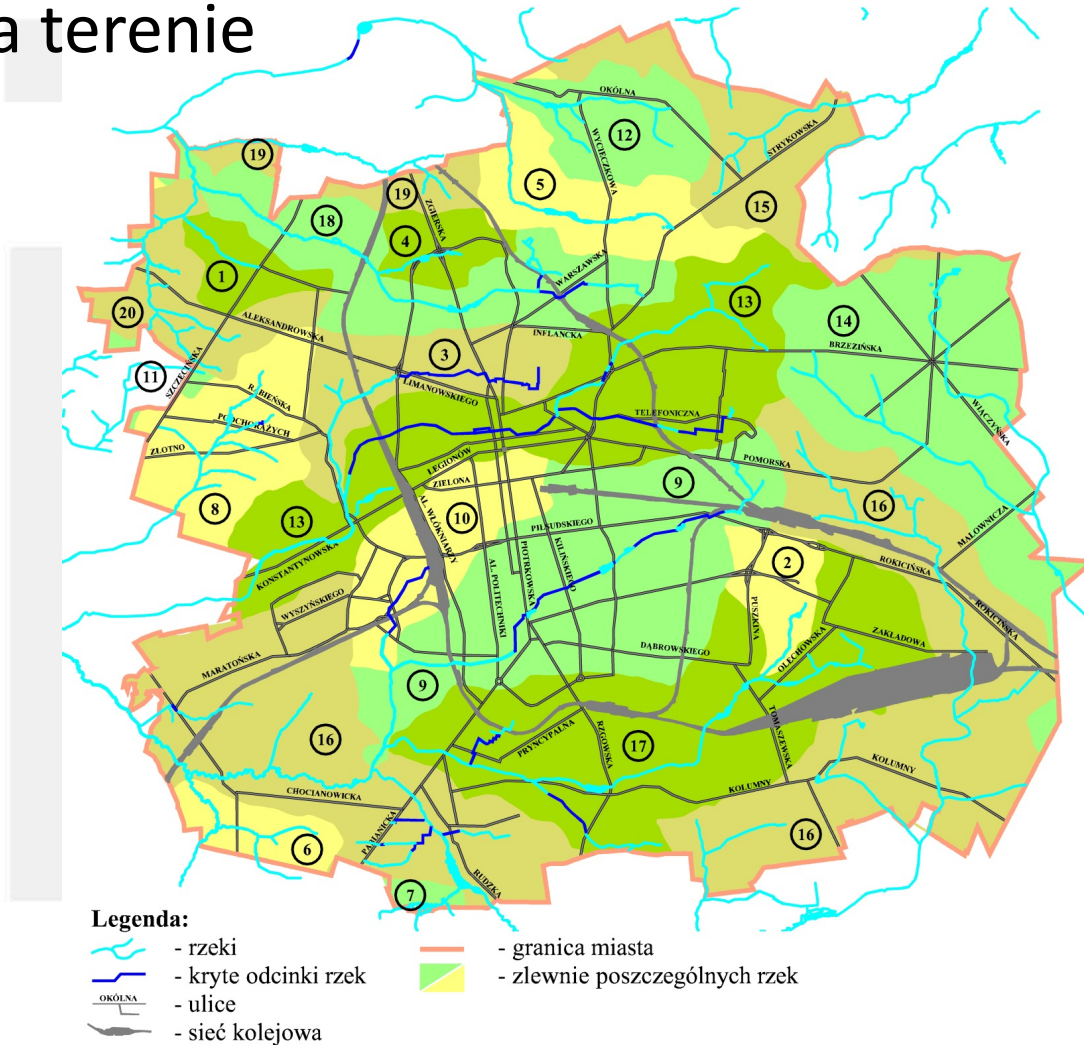 a terenie
OKÓLNA
12
WYCIECZKOWA
STRYKOWSKA
19
5
19
15
18
ZGIERSKA
4
WARSZAWSKA
1
13
20
14
ALEKSANDROWSKA
INFLANCKA
BRZEZIŃSKA
3
11
SZCZECIŃSKA
LIMANOWSKIEGO
RĄBIEŃSKA
TELEFONICZNA
WIĄCZYŃSKA
PODCHORĄŻYCH
ZŁOTNO
LEGIONÓW
POMORSKA
ZIELONA
9
8
AL. WŁÓKNIARZY
10
16
13
PIŁSUDSKIEGO
MALOWNICZA
KONSTANTYNOWSKA
PIOTRKOWSKA
KILIŃSKIEGO
2
ROKICIŃSKA
AL. POLITECHNIKI
WYSZYŃSKIEGO
PUSZKINA
ROKICIŃSKA
ZAKŁADOWA
DĄBROWSKIEGO
OLECHOWSKA
MARATOŃSKA
9
16
RZGOWSKA
TOMASZEWSKA
PRYNCYPALNA
17
KOLUMNY
CHOCIANOWICKA
KOLUMNY
PABIANICKA
16
6
RUDZKA
7
Legenda:
- rzeki
- kryte odcinki rzek
OKÓLNA
- ulice
- sieć kolejowa
- granica miasta
- zlewnie poszczególnych rzek